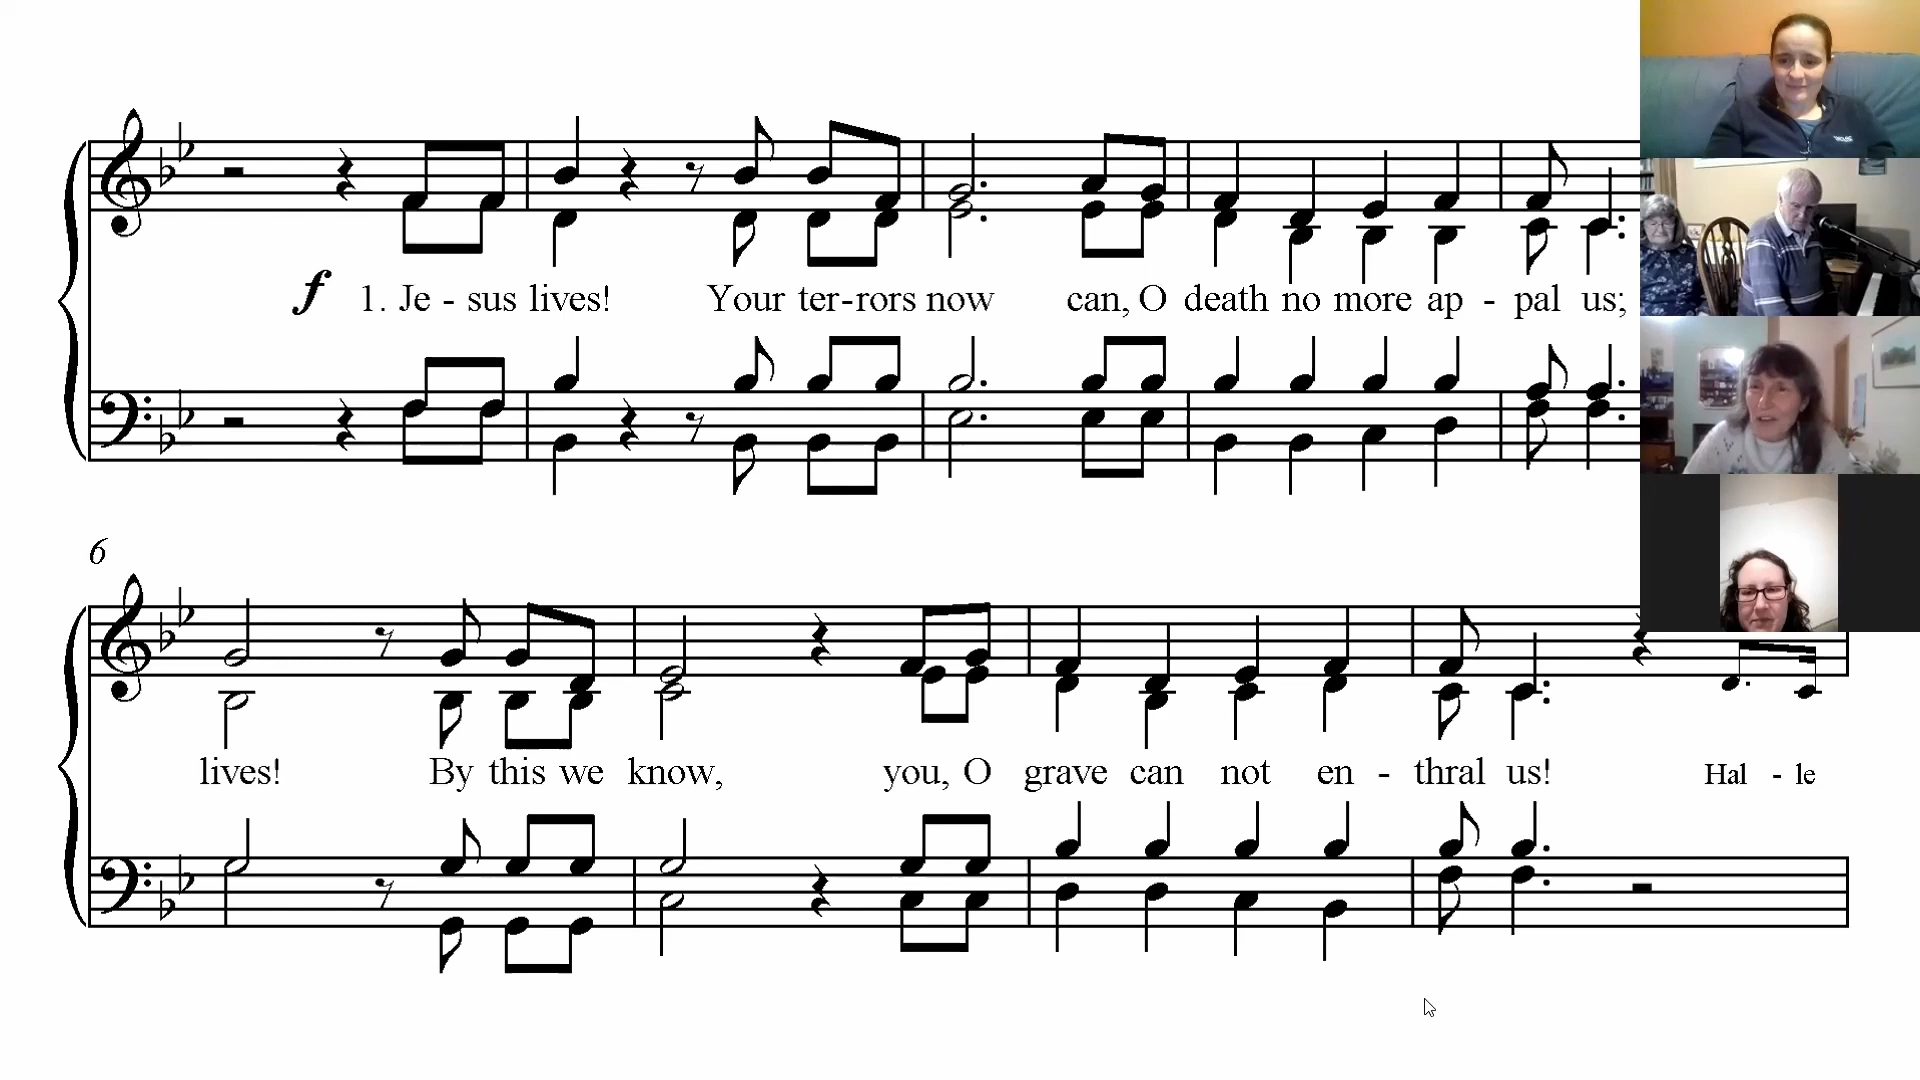 f 1. Je - sus lives! Your ter-rors now can, O death no more ap - pal us;
6
lives! By this we know, you, O grave can not en - thral us! Hal - le